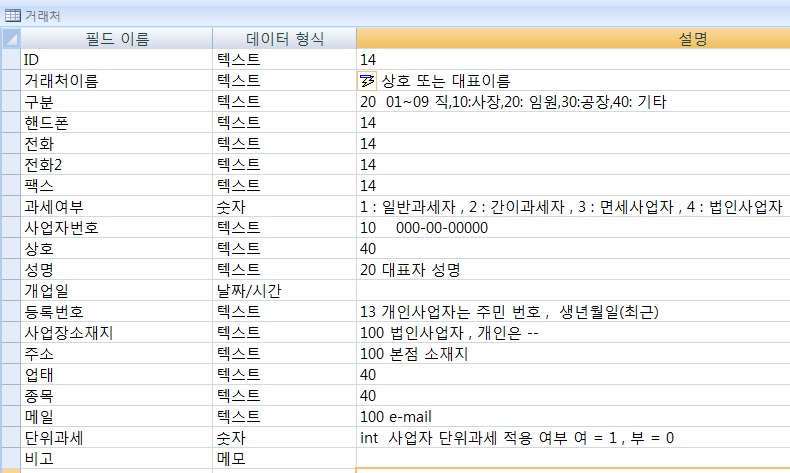 거래처
필드 이름 데이터 형식 설명
ID 텍스트 14
거래처이름 텍스트 상호 또는 대표이름
구분 텍스트 20 01~09 직,10:사장,20: 임원,30:공장,40: 기타
핸드폰 텍스트 14
전화 텍스트 14
전화2 텍스트 14
팩스 텍스트 14
과세여부 숫자 1 : 일반과세자 , 2 : 간이과세자 , 3 : 면세사업자 , 4 : 법인사업자
사업자번호 텍스트 10 000-00-00000
상호 텍스트 40
성명 텍스트 20 대표자 성명
개업일 날짜/시간
등록번호 텍스트 13 개인사업자는 주민 번호 , 생년월일(최근)
사업장소재지 텍스트 100 법인사업자 , 개인은 --
주소 텍스트 100 본점 소재지
업태 텍스트 40
종목 텍스트 40
메일 텍스트 100 e-mail
단위과세 숫자 int 사업자 단위과세 적용 여부 여 = 1 , 부 = 0
비고 메모